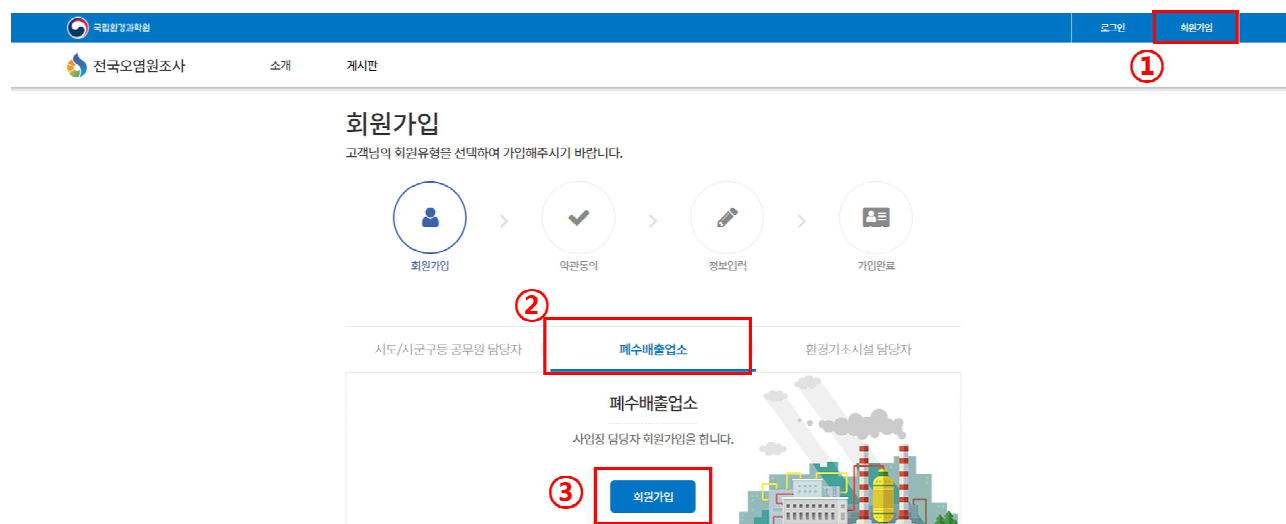 국립환경과학원
로그인
회원가입
①
전국오염원조사
소개
게시판
회원가입
고객님의 회원유형을 선택하여 가입해주시기 바랍니다.
회원가입
약관동의
정보입력
가입완료
②
시도/시군구등 공무원 담당자
폐수배출업소
환경기초시설 담당자
폐수배출업소
사업장 담당자 회원가입을 합니다.
③
회원가입